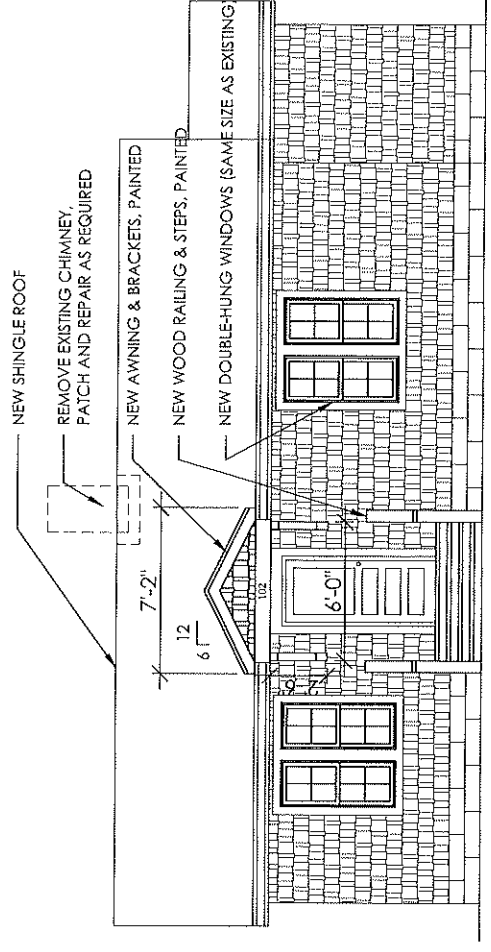 NEW SHINGLE ROOF
REMOVE EXISTING CHIMNEY,
PATCH AND REPAIR AS REQUIRED
NEW AWNING & BRACKETS, PAINTED
NEW WOOD RAILING & STEPS, PAINTED
NEW DOUBLE-HUNG WINDOWS (SAME SIZE AS EXISTING)
7'-2"
12
6
102
6'-0"